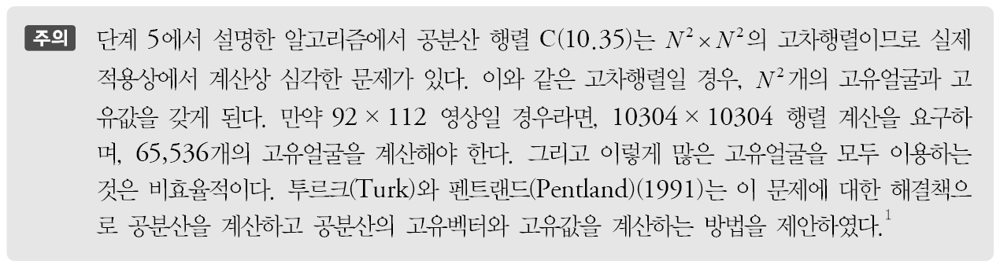 주의 단계 5에서 설명한 알고리즘에서 공분산 행렬 C(10.35)는 N²×N²의 고차행렬이므로 실제
적용상에서 계산상 심각한 문제가 있다. 이와 같은 고차행렬일 경우, N²개의 고유얼굴과 고
유값을 갖게 된다. 만약 92 × 112 영상일 경우라면, 10304 × 10304 행렬 계산을 요구하
며, 65,536개의 고유얼굴을 계산해야 한다. 그리고 이렇게 많은 고유얼굴을 모두 이용하는
것은 비효율적이다. 투르크(Turk)와 펜트랜드(Pentland)(1991)는 이 문제에 대한 해결책으
로 공분산을 계산하고 공분산의 고유벡터와 고유값을 계산하는 방법을 제안하였다.¹